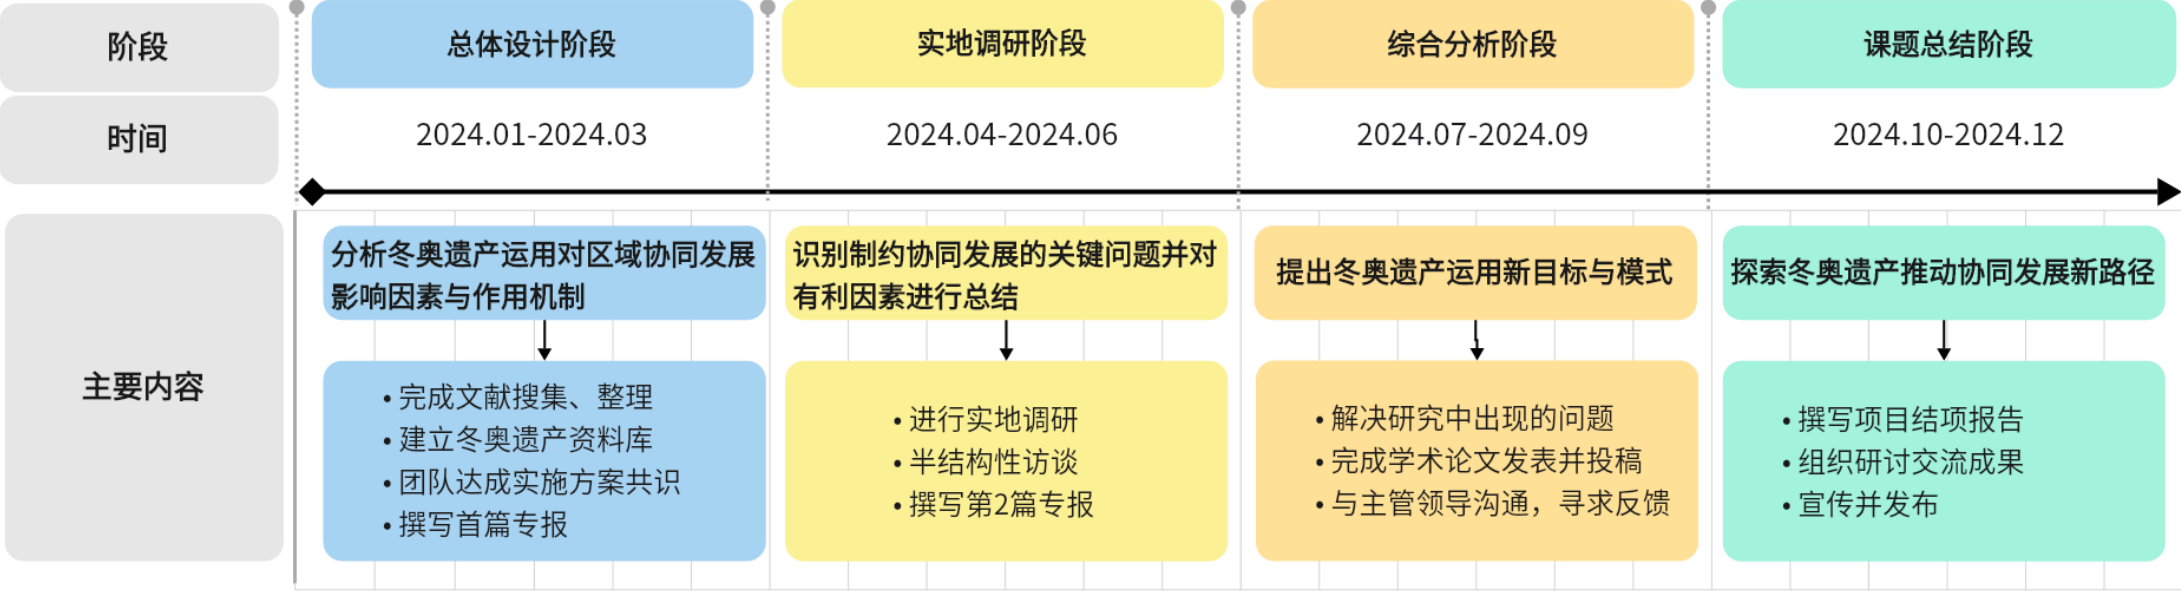 阶段
总体设计阶段
实地调研阶段
综合分析阶段
课题总结阶段
时间
2024.01-2024.03
2024.04-2024.06
2024.07-2024.09
2024.10-2024.12
主要内容
分析冬奥遗产运用对区域协同发展
影响因素与作用机制
• 完成文献搜集、整理
• 建立冬奥遗产资料库
• 团队达成实施方案共识
• 撰写首篇专报
识别制约协同发展的关键问题并对
有利因素进行总结
• 进行实地调研
• 半结构性访谈
• 撰写第2篇专报
提出冬奥遗产运用新目标与模式
• 解决研究中出现的问题
• 完成学术论文发表并投稿
• 与主管领导沟通，寻求反馈
探索冬奥遗产推动协同发展新路径
• 撰写项目结项报告
• 组织研讨交流成果
• 宣传并发布